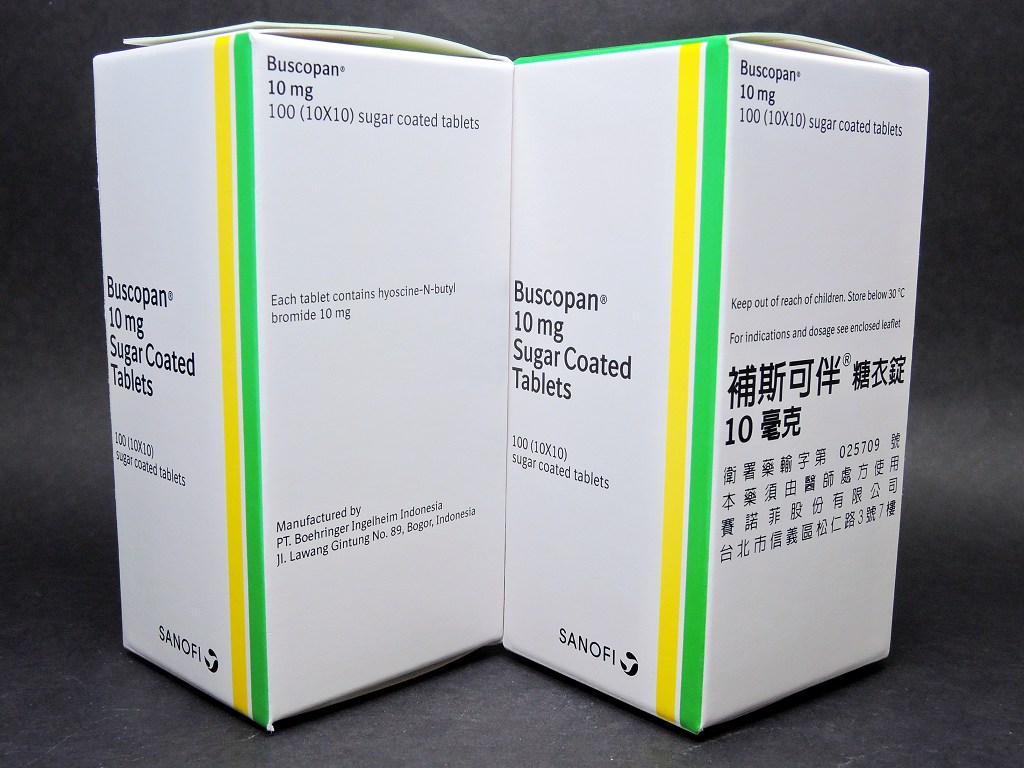 Buscopan®
10 mg
Sugar Coated
Tablets
100 (10X10)
sugar coated tablets
SANOFI
Buscopan®
10 mg
100 (10X10) sugar coated tablets
Each tablet contains hyoscine-N-butyl
bromide 10 mg
Manufactured by
PT. Boehringer Ingelheim Indonesia
Jl. Lawang Gintung No. 89, Bogor, Indonesia
Buscopan®
10 mg
Sugar Coated
Tablets
100 (10X10)
sugar coated tablets
SANOFI
Buscopan®
10 mg
100 (10X10) sugar coated tablets
Keep out of reach of children. Store below 30 °C
For indications and dosage see enclosed leaflet
補斯可伴® 糖衣錠
10 毫克
衛署藥輸字第 025709 號
本藥須由醫師處方使用
賽諾菲股份有限公司
台北市信義區松仁路3號7樓